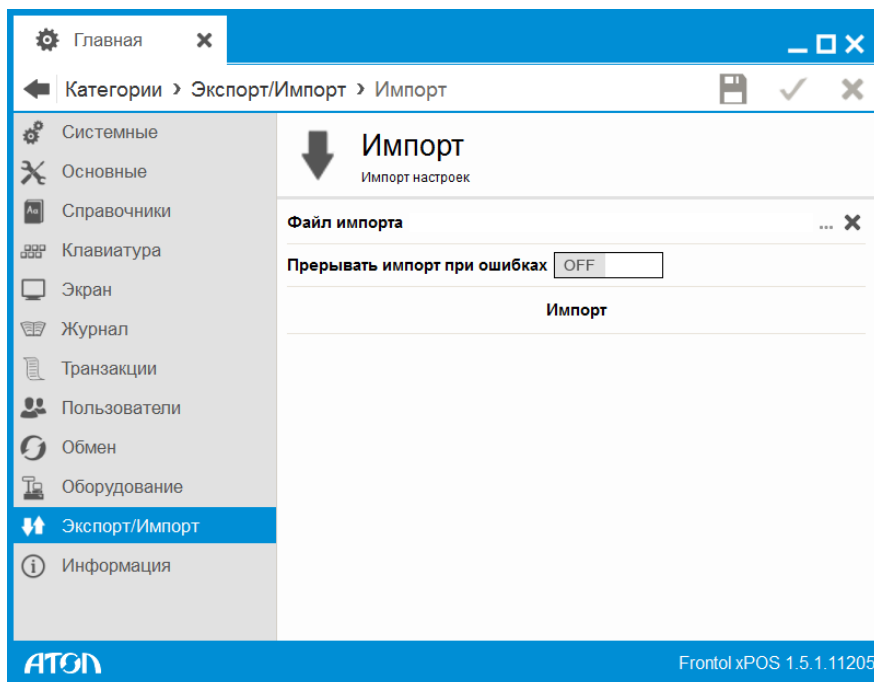 Главная
Категории › Экспорт/Импорт › Импорт
Системные
Основные
Справочники
Клавиатура
Экран
Журнал
Транзакции
Пользователи
Обмен
Оборудование
Экспорт/Импорт
Информация
Импорт
Импорт настроек
Файл импорта ...
Прерывать импорт при ошибках OFF
Импорт
АТОЛ
Frontol xPOS 1.5.1.11205